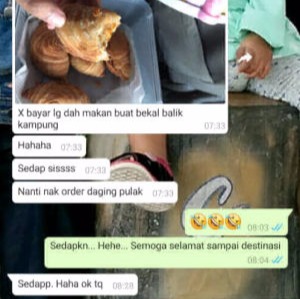 X bayar lg dah makan buat bekal balik
kampung
07:33
Hahaha 07:33
Sedap sissss 07:33
Nanti nak order daging pulak 07:33
08:03
Sedapkn... Hehe... Semoga selamat sampai destinasi
08:04
Sedapp. Haha ok tq 08:28